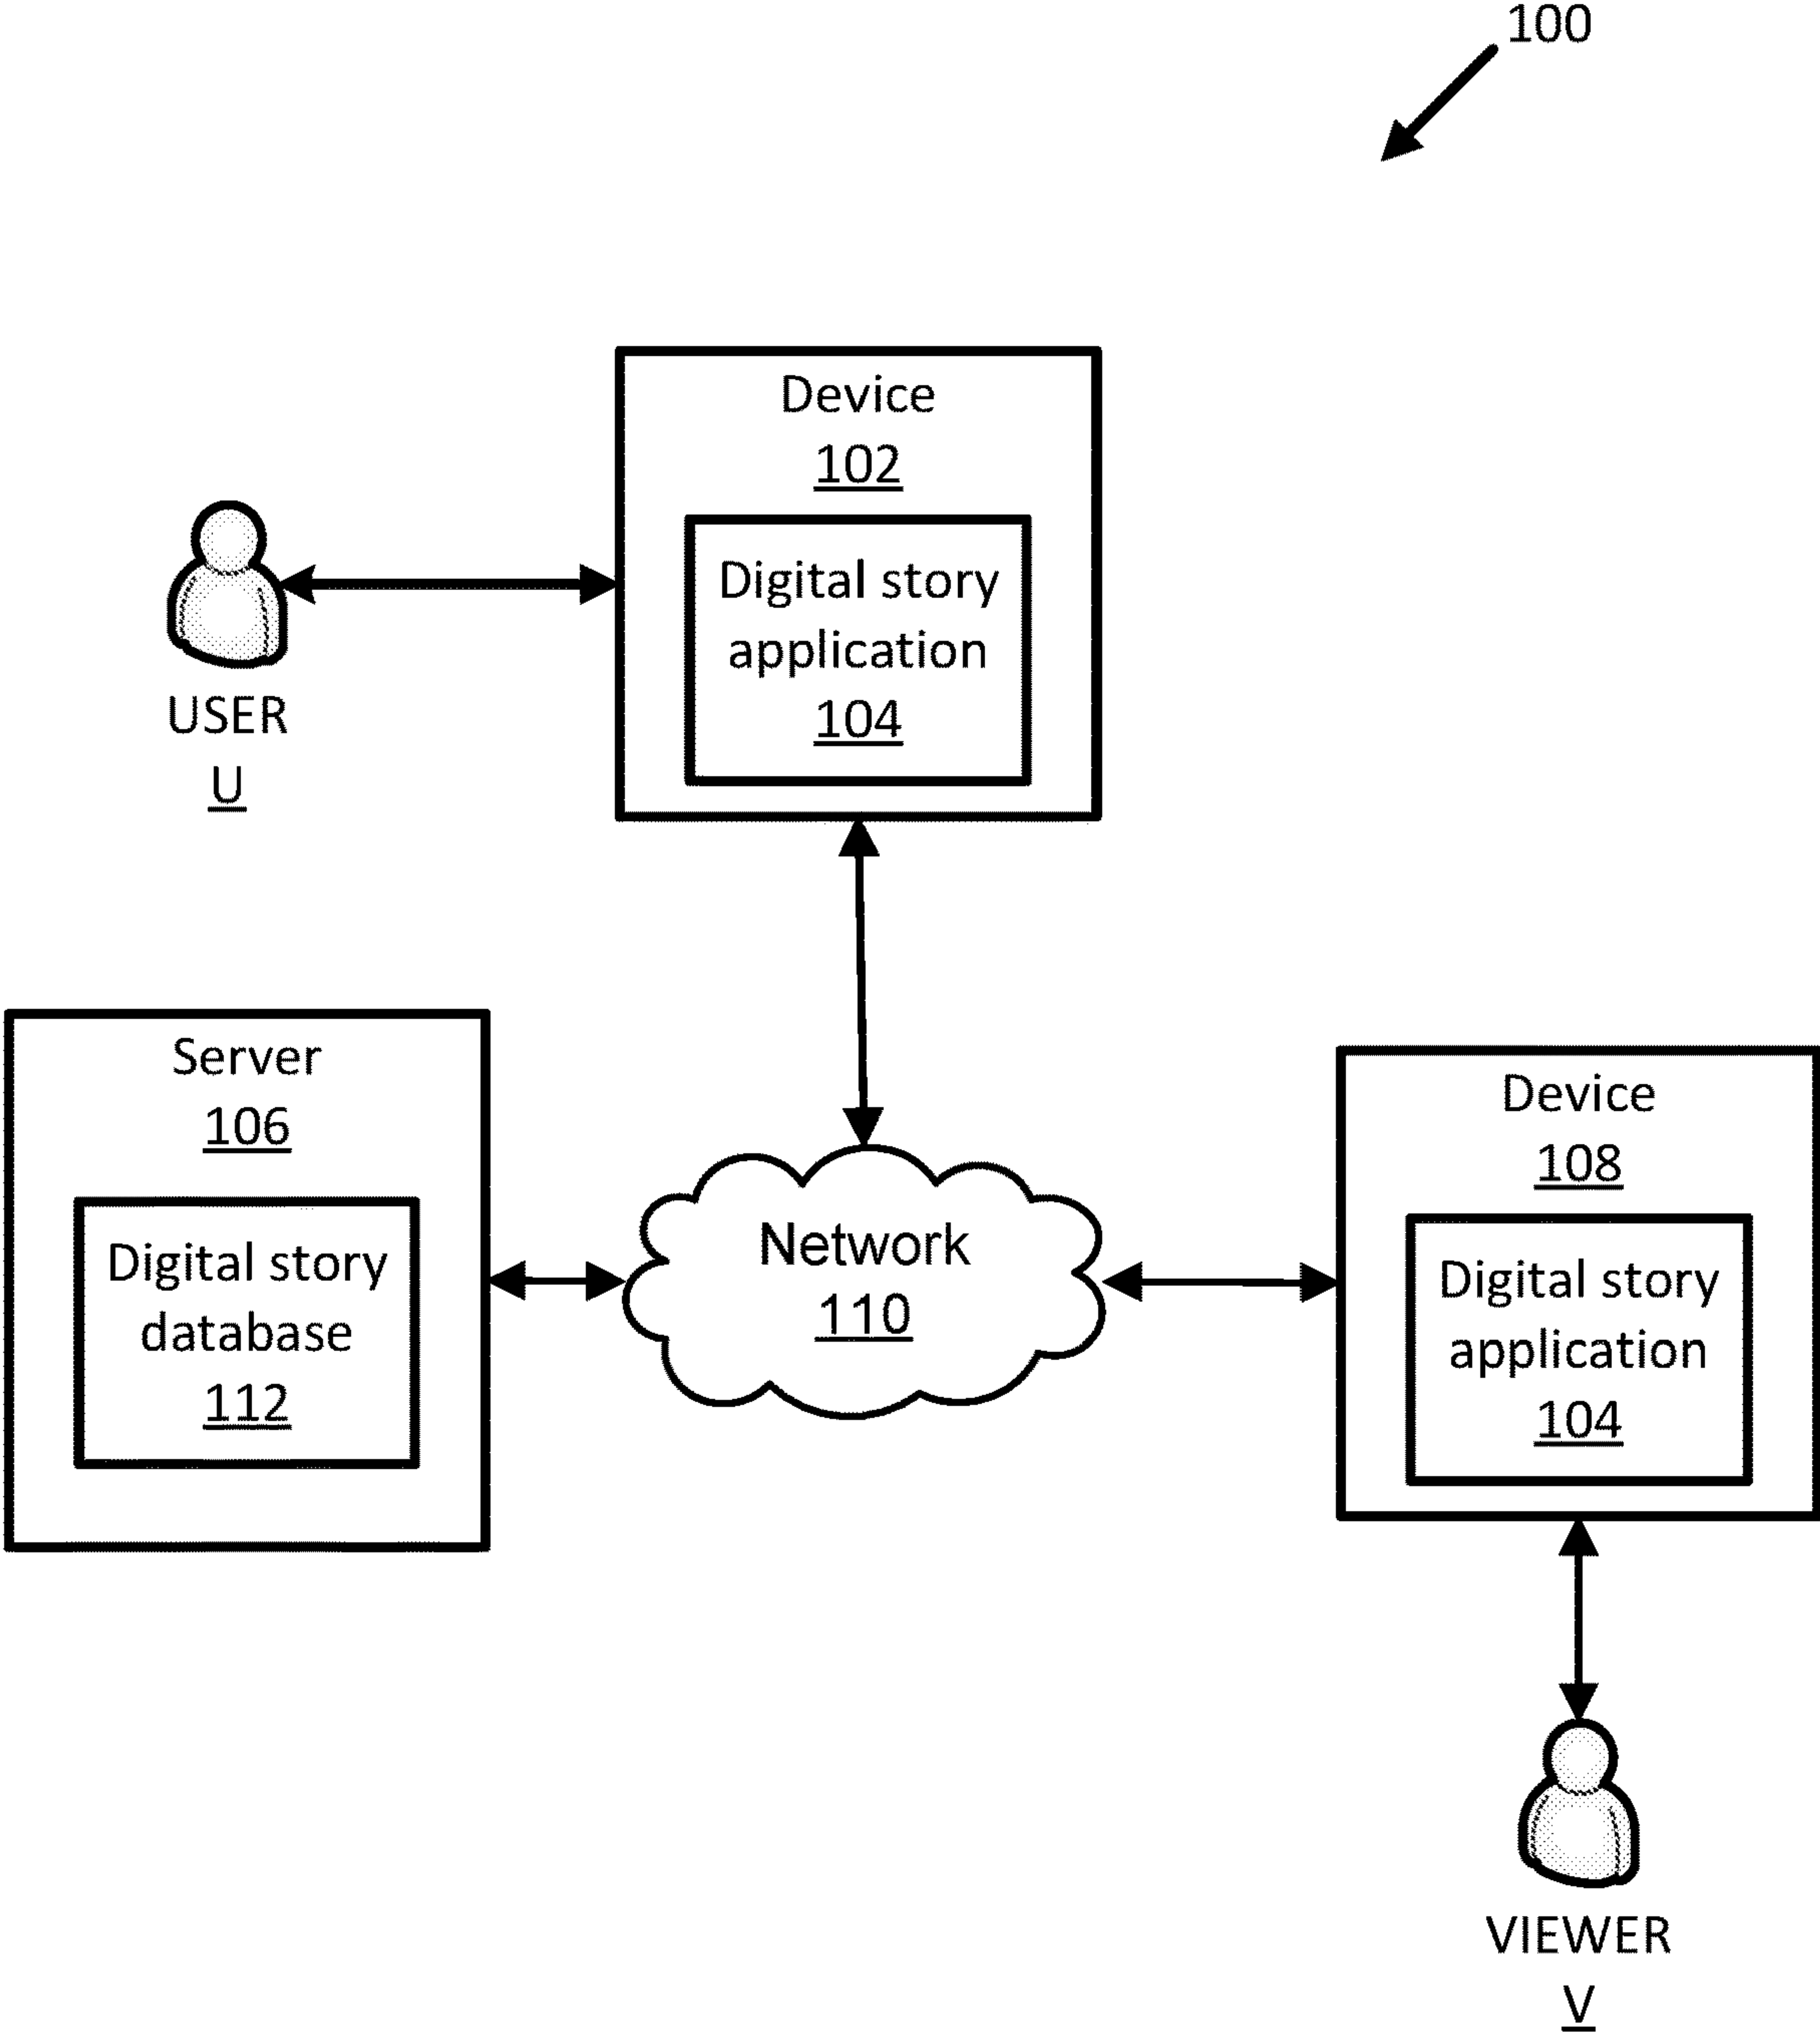 100
Device
102
Digital story
application
104
USER
U
Server
106
Digital story
database
112
Network
110
Device
108
Digital story
application
104
VIEWER
V